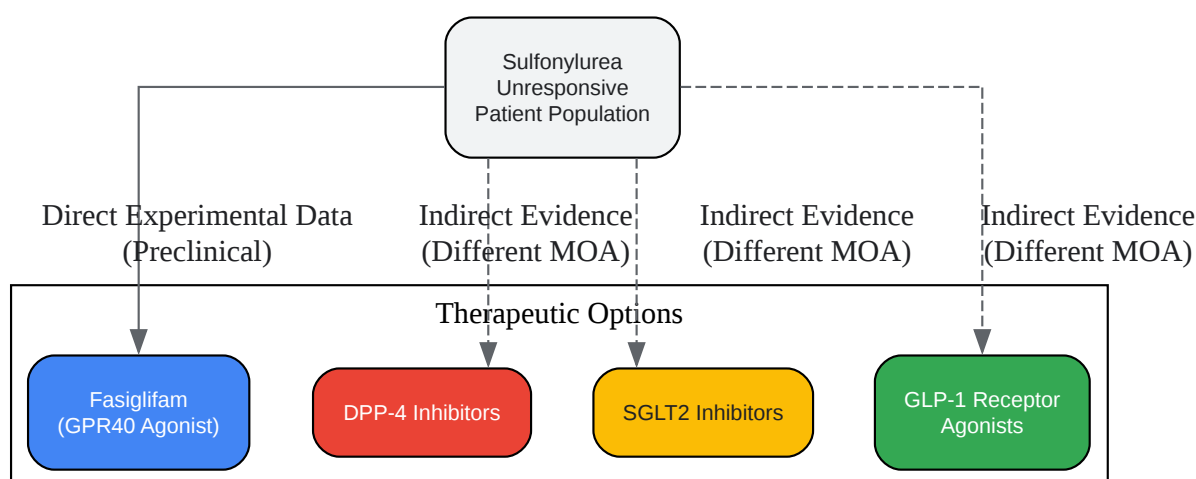 Sulfonylurea
Unresponsive
Patient Population
Direct Experimental Data
(Preclinical)
Indirect Evidence
(Different MOA)
Indirect Evidence
(Different MOA)
Indirect Evidence
(Different MOA)
Therapeutic Options
Fasiglifam
(GPR40 Agonist)
DPP-4 Inhibitors
SGLT2 Inhibitors
GLP-1 Receptor
Agonists